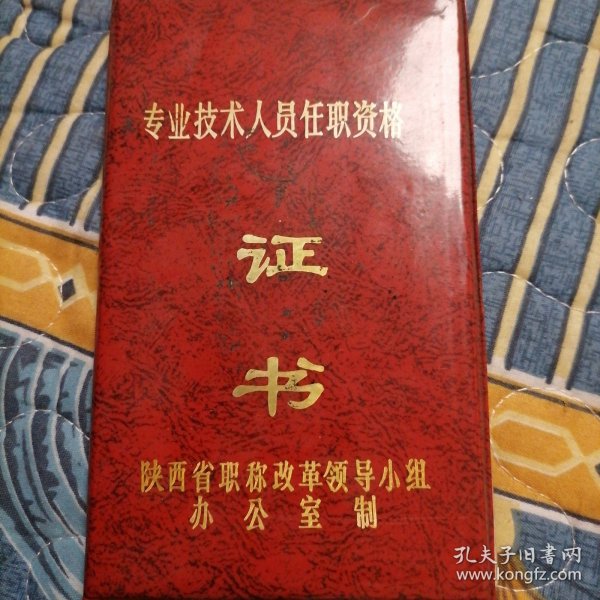 专业技术人员任职资格
证
书
陕西省职称改革领导小组
办公室制
孔夫子旧书网
www.kongfz.com